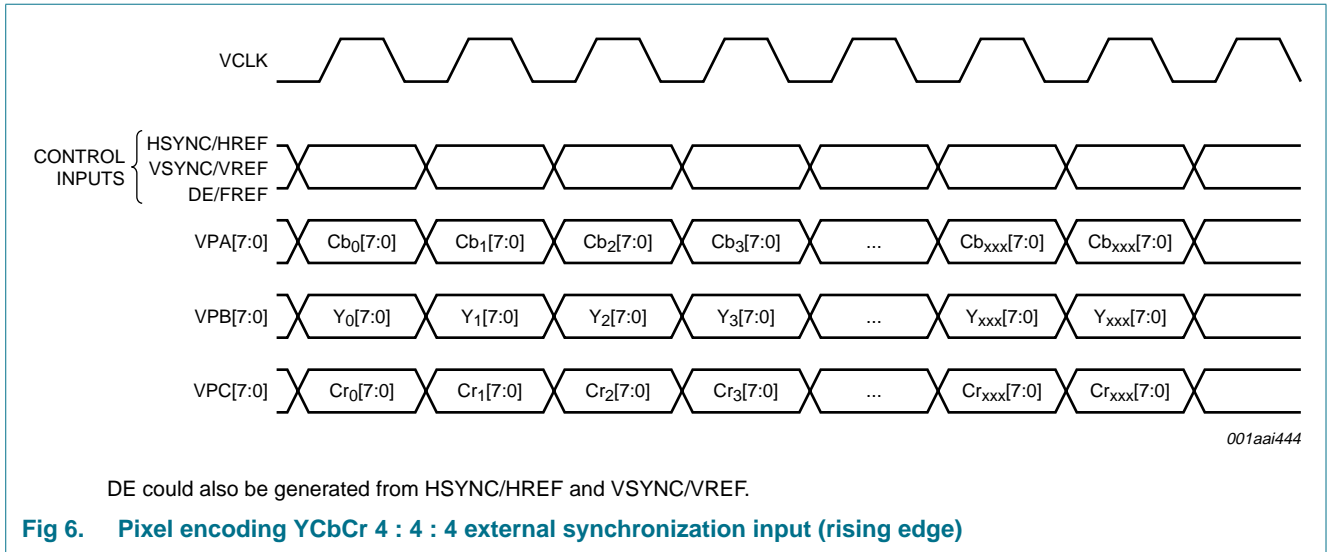 VCLK
CONTROL INPUTS
HSYNC/HREF
VSYNC/VREF
DE/FREF
VPA[7:0] Cb0[7:0] Cb1[7:0] Cb2[7:0] Cb3[7:0] ... Cbxxx[7:0] Cbxxx[7:0]
VPB[7:0] Y0[7:0] Y1[7:0] Y2[7:0] Y3[7:0] ... Yxxx[7:0] Yxxx[7:0]
VPC[7:0] Cr0[7:0] Cr1[7:0] Cr2[7:0] Cr3[7:0] ... Crxxx[7:0] Crxxx[7:0]
001aai444
DE could also be generated from HSYNC/HREF and VSYNC/VREF.
Fig 6. Pixel encoding YCbCr 4 : 4 : 4 external synchronization input (rising edge)